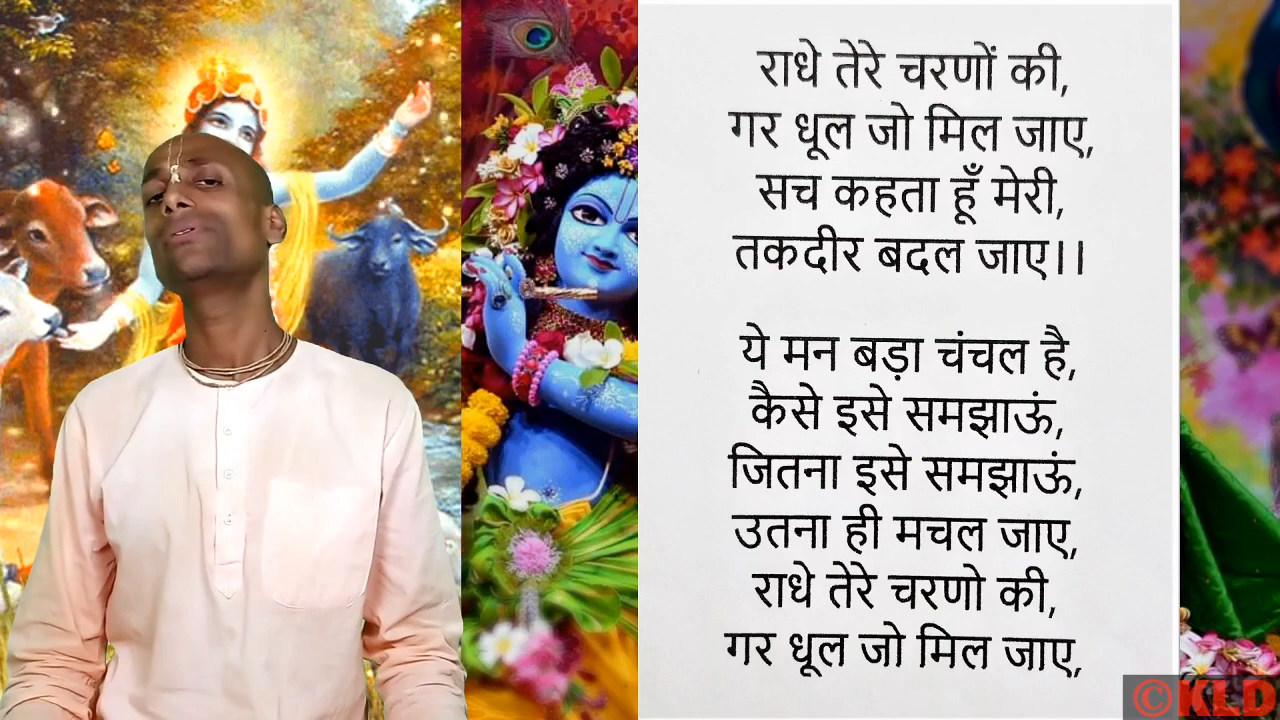 राधे तेरे चरणों की,
गर धूल जो मिल जाए,
सच कहता हूँ मेरी,
तकदीर बदल जाए।।
ये मन बड़ा चंचल है,
कैसे इसे समझाऊं,
जितना इसे समझाऊं,
उतना ही मचल जाए,
राधे तेरे चरणो की,
गर धूल जो मिल जाए,
©KLD